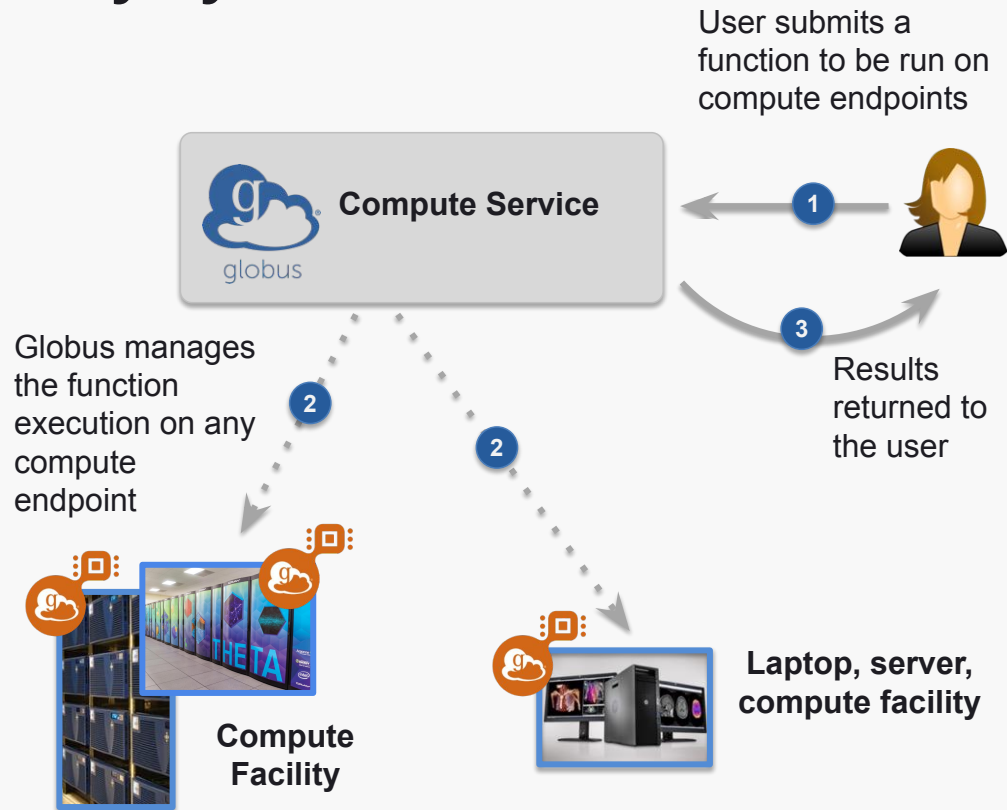 User submits a
function to be run on
compute endpoints
g
globus
Compute Service
1
3
Results
returned to
the user
Globus manages
the function
execution on any
compute
endpoint
2
2
g
g
THETA
g
Compute
Facility
Laptop, server,
compute facility